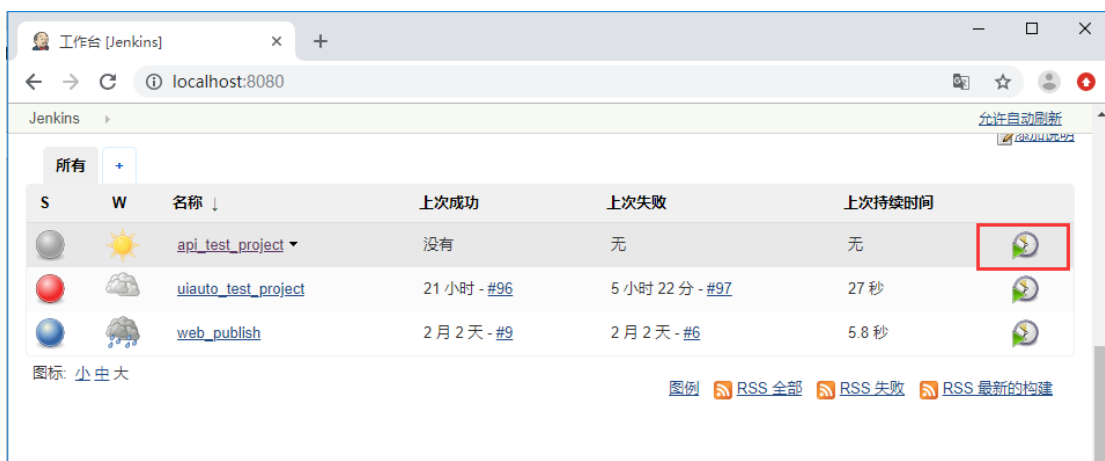 工作台 [Jenkins]
localhost:8080
Jenkins 允许自动刷新
添加说明
所有 +
S W 名称 ↓ 上次成功 上次失败 上次持续时间
api_test_project 没有 无 无
uiauto_test_project 21 小时 - #96 5 小时 22 分 - #97 27 秒
web_publish 2 月 2 天 - #9 2 月 2 天 - #6 5.8 秒
图标: 小 中 大
图例 RSS 全部 RSS 失败 RSS 最新的构建